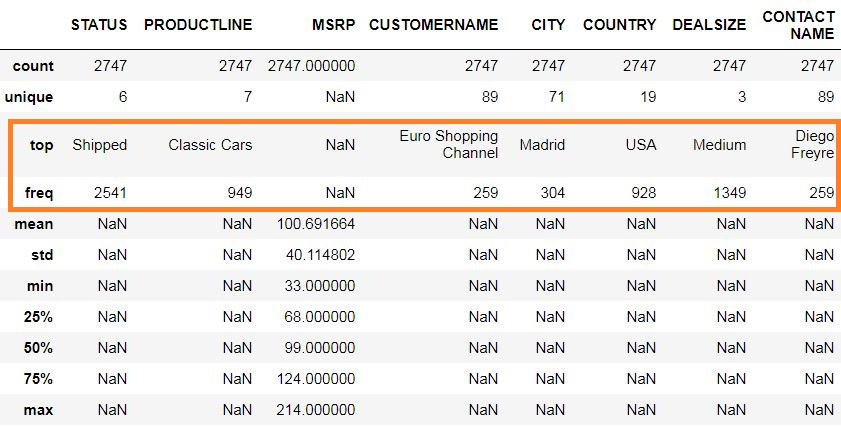 STATUS PRODUCTLINE MSRP CUSTOMERNAME CITY COUNTRY DEALSIZE CONTACT NAME
count 2747 2747 2747.000000 2747 2747 2747 2747 2747
unique 6 7 NaN 89 71 19 3 89
top Shipped Classic Cars NaN Euro Shopping Channel Madrid USA Medium Diego Freyre
freq 2541 949 NaN 259 304 928 1349 259
mean NaN NaN 100.691664 NaN NaN NaN NaN NaN
std NaN NaN 40.114802 NaN NaN NaN NaN NaN
min NaN NaN 33.000000 NaN NaN NaN NaN NaN
25% NaN NaN 68.000000 NaN NaN NaN NaN NaN
50% NaN NaN 99.000000 NaN NaN NaN NaN NaN
75% NaN NaN 124.000000 NaN NaN NaN NaN NaN
max NaN NaN 214.000000 NaN NaN NaN NaN NaN